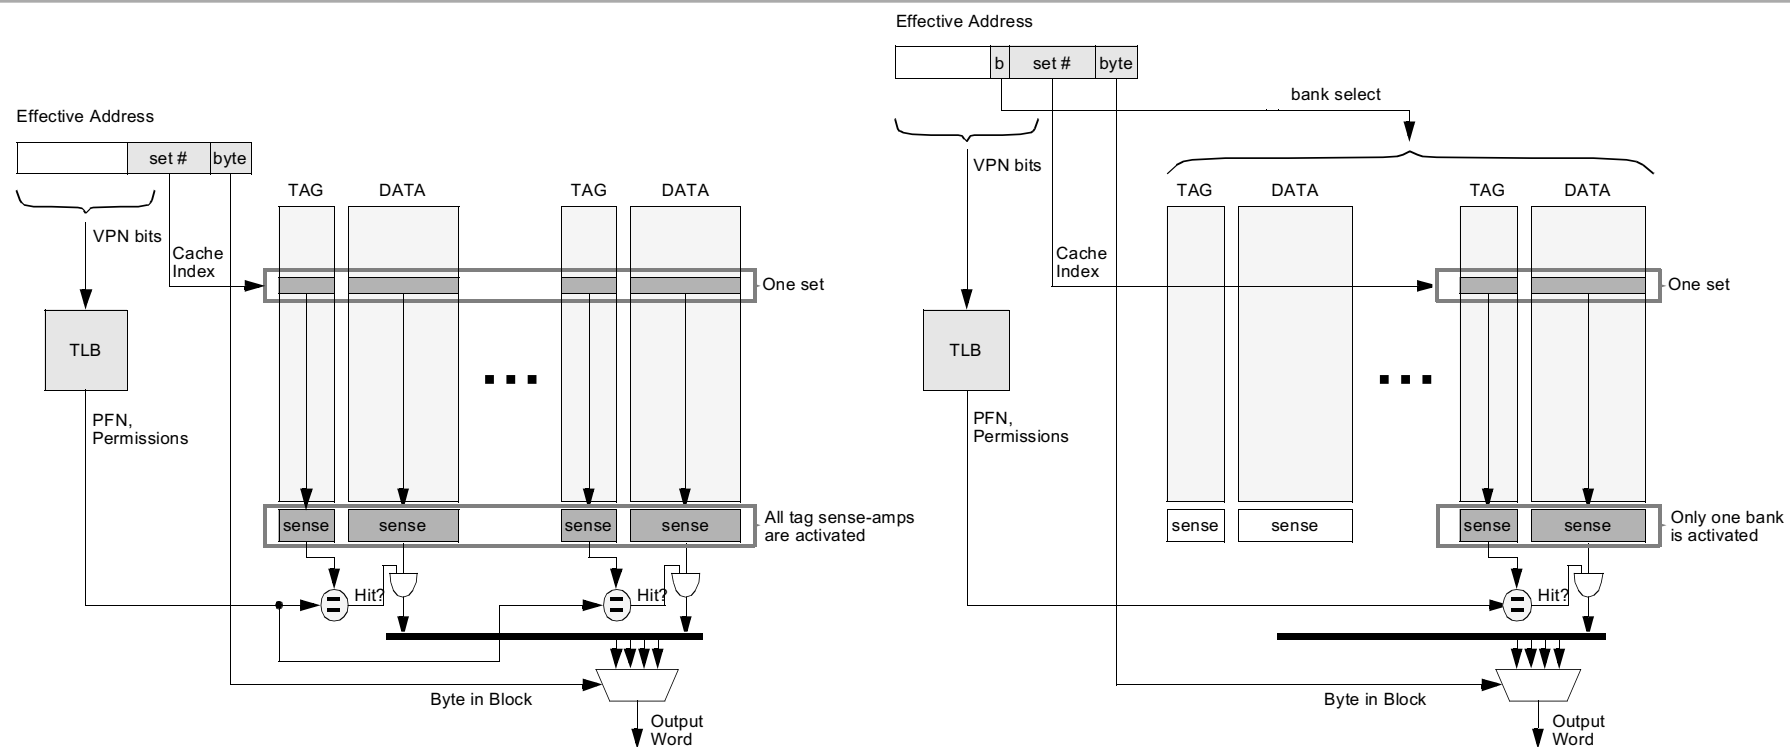 Effective Address
set #
byte
TAG
DATA
TAG
DATA
VPN bits
Cache
Index
One set
TLB
PFN,
Permissions
sense
sense
sense
sense
All tag sense-amps
are activated
Hit?
Hit?
Byte in Block
Output
Word
Effective Address
b
set #
byte
bank select
VPN bits
TAG
DATA
TAG
DATA
Cache
Index
One set
TLB
PFN,
Permissions
sense
sense
sense
sense
Only one bank
is activated
Hit?
Byte in Block
Output
Word